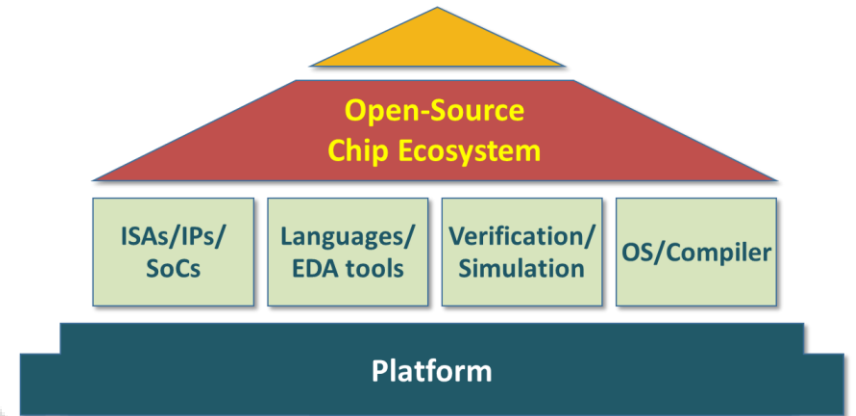 Open-Source
Chip Ecosystem
ISAs/IPs/
SoCs
Languages/
EDA tools
Verification/
Simulation
OS/Compiler
Platform